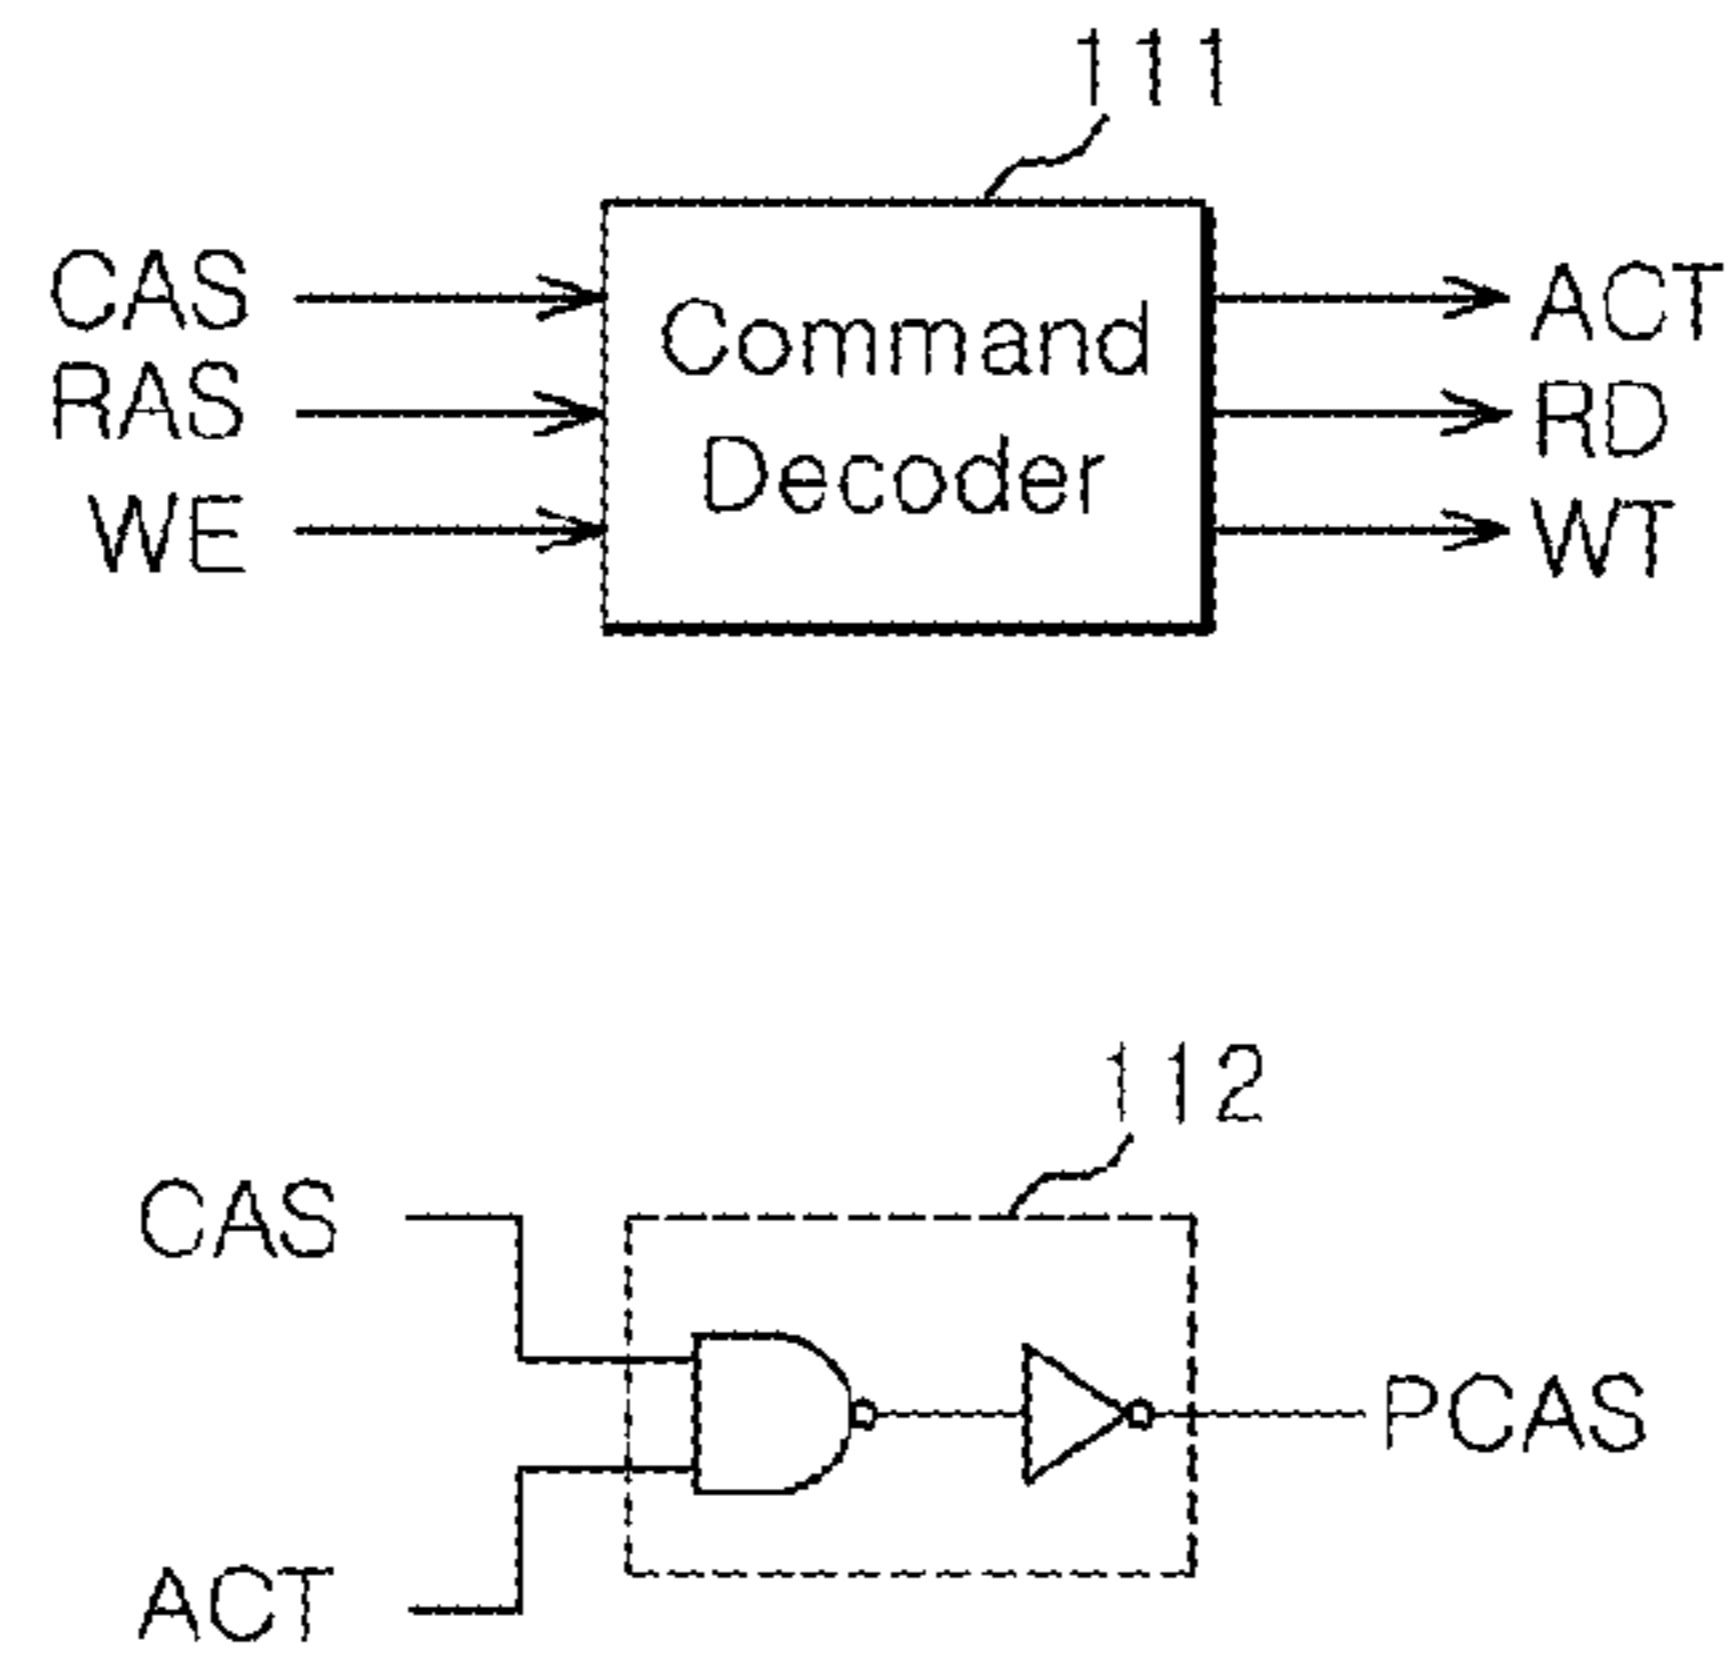 111
CAS
RAS
WE
Command
Decoder
ACT
RD
WT
112
CAS
ACT
PCAS